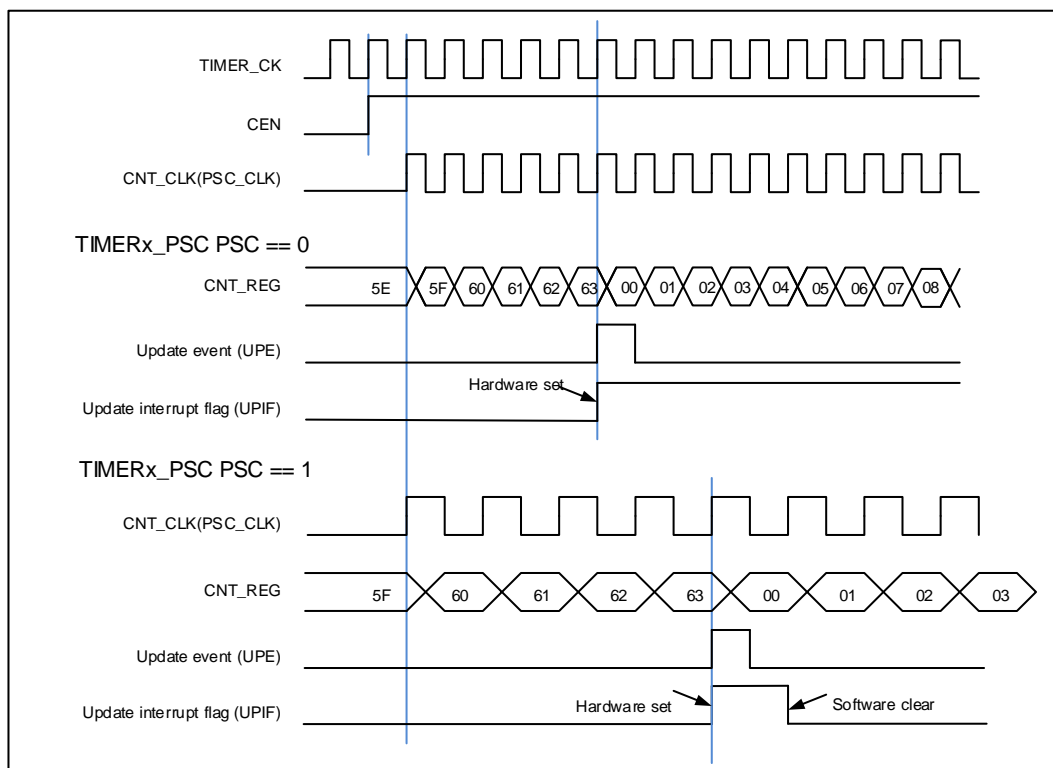 TIMER_CK
CEN
CNT_CLK(PSC_CLK)
TIMERx_PSC PSC == 0
CNT_REG 5E 5F 60 61 62 63 00 01 02 03 04 05 06 07 08
Update event (UPE)
Hardware set
Update interrupt flag (UPIF)
TIMERx_PSC PSC == 1
CNT_CLK(PSC_CLK)
CNT_REG 5F 60 61 62 63 00 01 02 03
Update event (UPE)
Update interrupt flag (UPIF) Hardware set Software clear